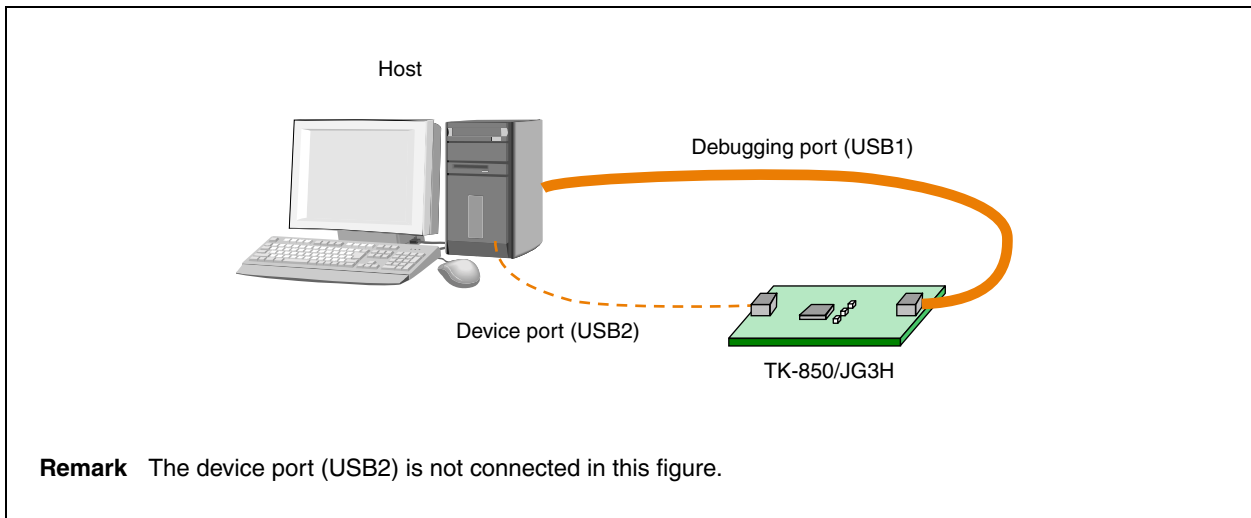 Host
Debugging port (USB1)
Device port (USB2)
TK-850/JG3H
Remark The device port (USB2) is not connected in this figure.